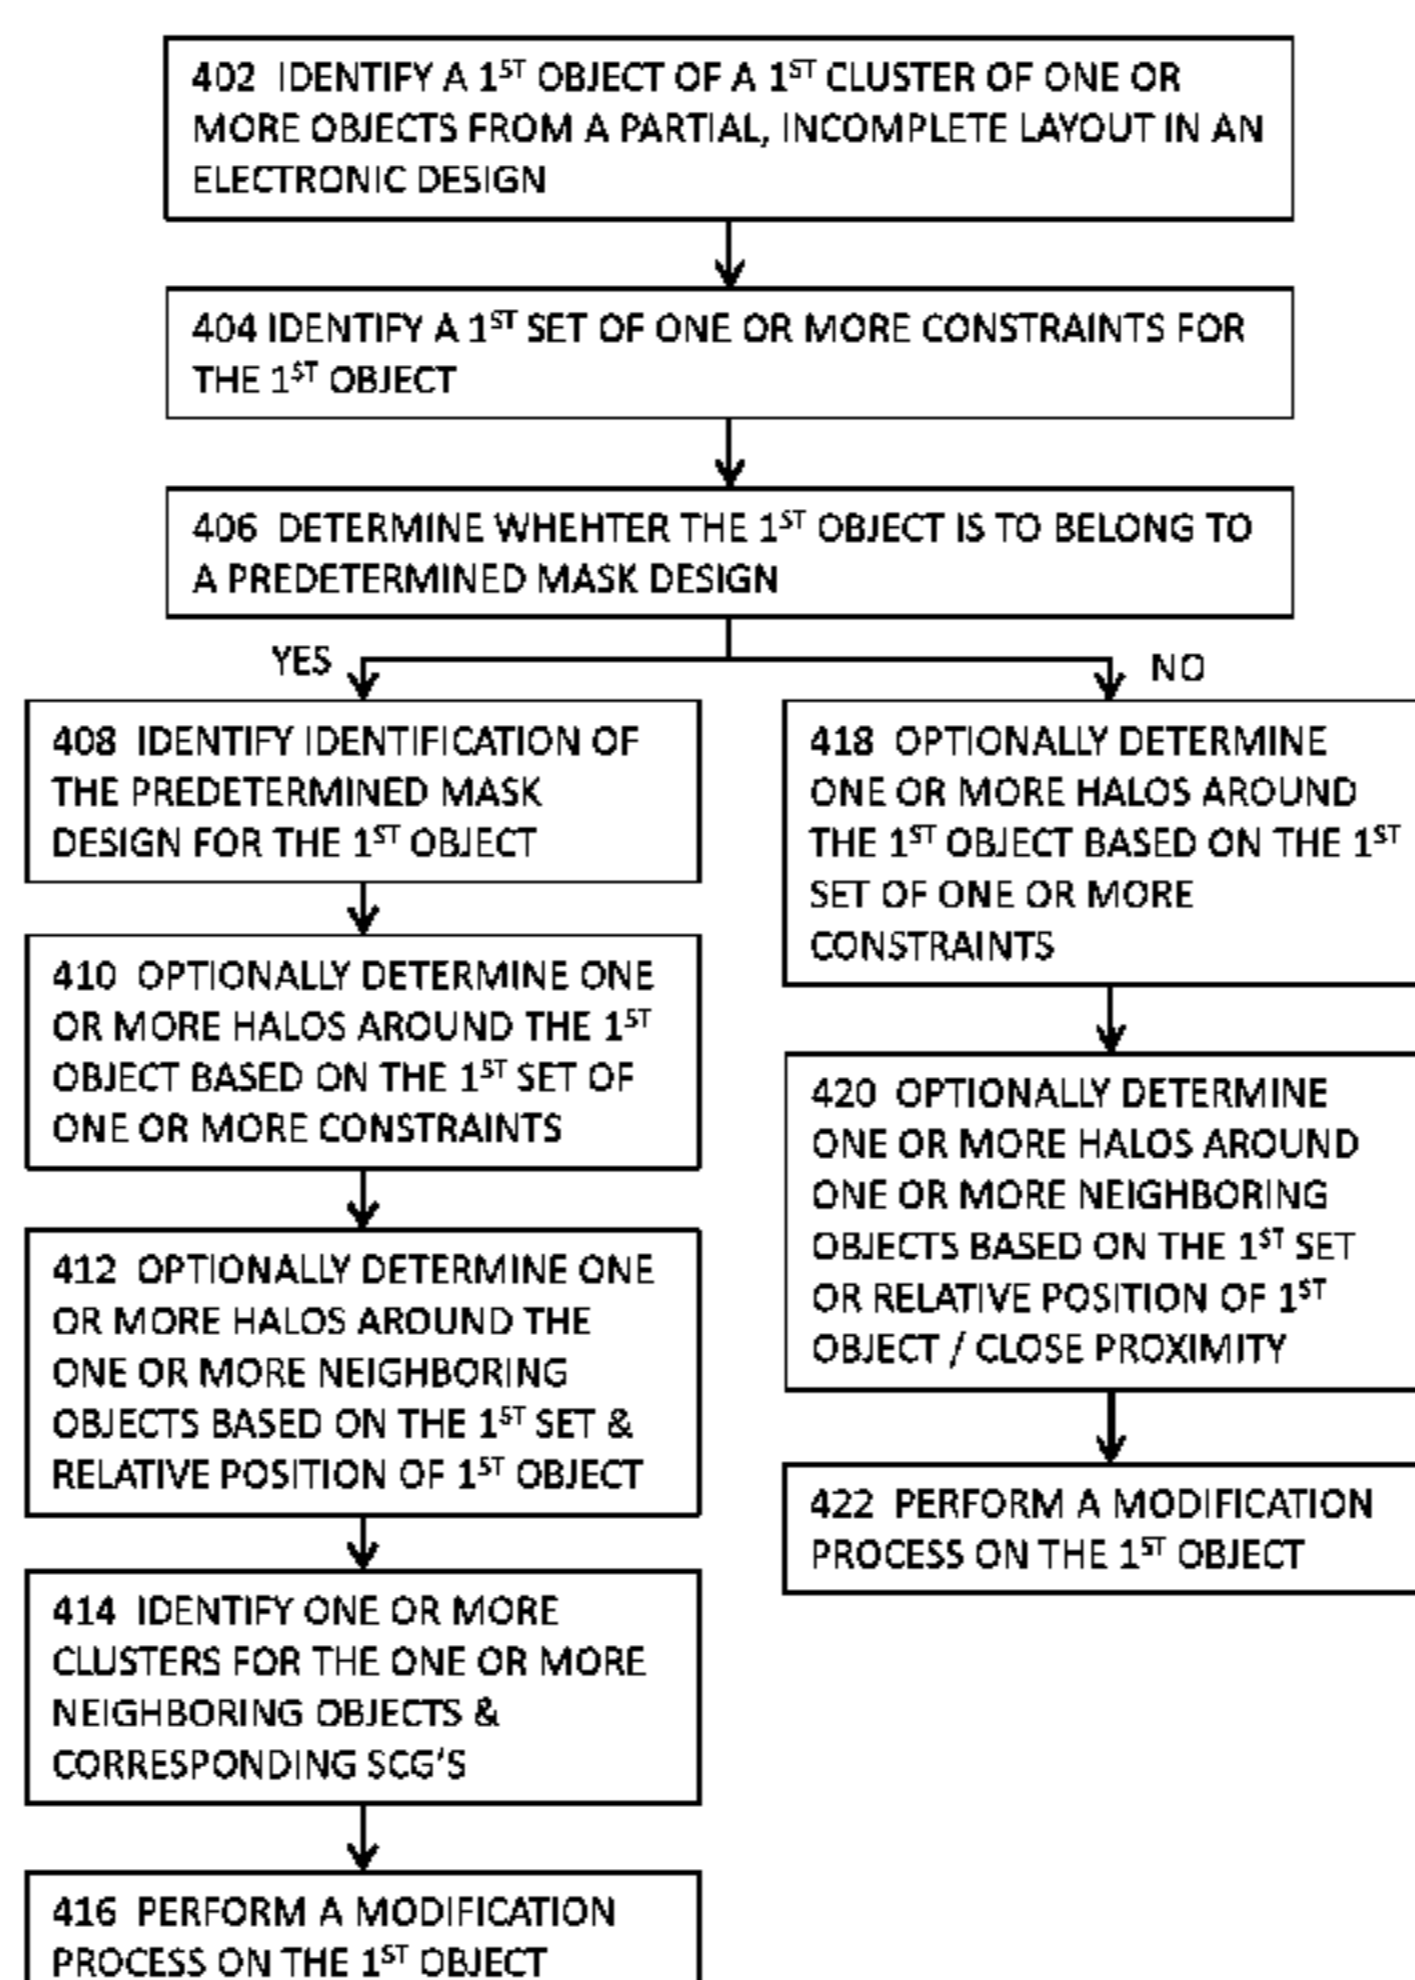 402 IDENTIFY A 1ST OBJECT OF A 1ST CLUSTER OF ONE OR
MORE OBJECTS FROM A PARTIAL, INCOMPLETE LAYOUT IN AN
ELECTRONIC DESIGN
404 IDENTIFY A 1ST SET OF ONE OR MORE CONSTRAINTS FOR
THE 1ST OBJECT
406 DETERMINE WHEHTER THE 1ST OBJECT IS TO BELONG TO
A PREDETERMINED MASK DESIGN
YES
408 IDENTIFY IDENTIFICATION OF
THE PREDETERMINED MASK
DESIGN FOR THE 1ST OBJECT
410 OPTIONALLY DETERMINE ONE
OR MORE HALOS AROUND THE 1ST
OBJECT BASED ON THE 1ST SET OF
ONE OR MORE CONSTRAINTS
412 OPTIONALLY DETERMINE ONE
OR MORE HALOS AROUND THE
ONE OR MORE NEIGHBORING
OBJECTS BASED ON THE 1ST SET &
RELATIVE POSITION OF 1ST OBJECT
414 IDENTIFY ONE OR MORE
CLUSTERS FOR THE ONE OR MORE
NEIGHBORING OBJECTS &
CORRESPONDING SCG'S
416 PERFORM A MODIFICATION
PROCESS ON THE 1ST OBJECT
NO
418 OPTIONALLY DETERMINE
ONE OR MORE HALOS AROUND
THE 1ST OBJECT BASED ON THE 1ST
SET OF ONE OR MORE
CONSTRAINTS
420 OPTIONALLY DETERMINE
ONE OR MORE HALOS AROUND
ONE OR MORE NEIGHBORING
OBJECTS BASED ON THE 1ST SET
OR RELATIVE POSITION OF 1ST
OBJECT / CLOSE PROXIMITY
422 PERFORM A MODIFICATION
PROCESS ON THE 1ST OBJECT